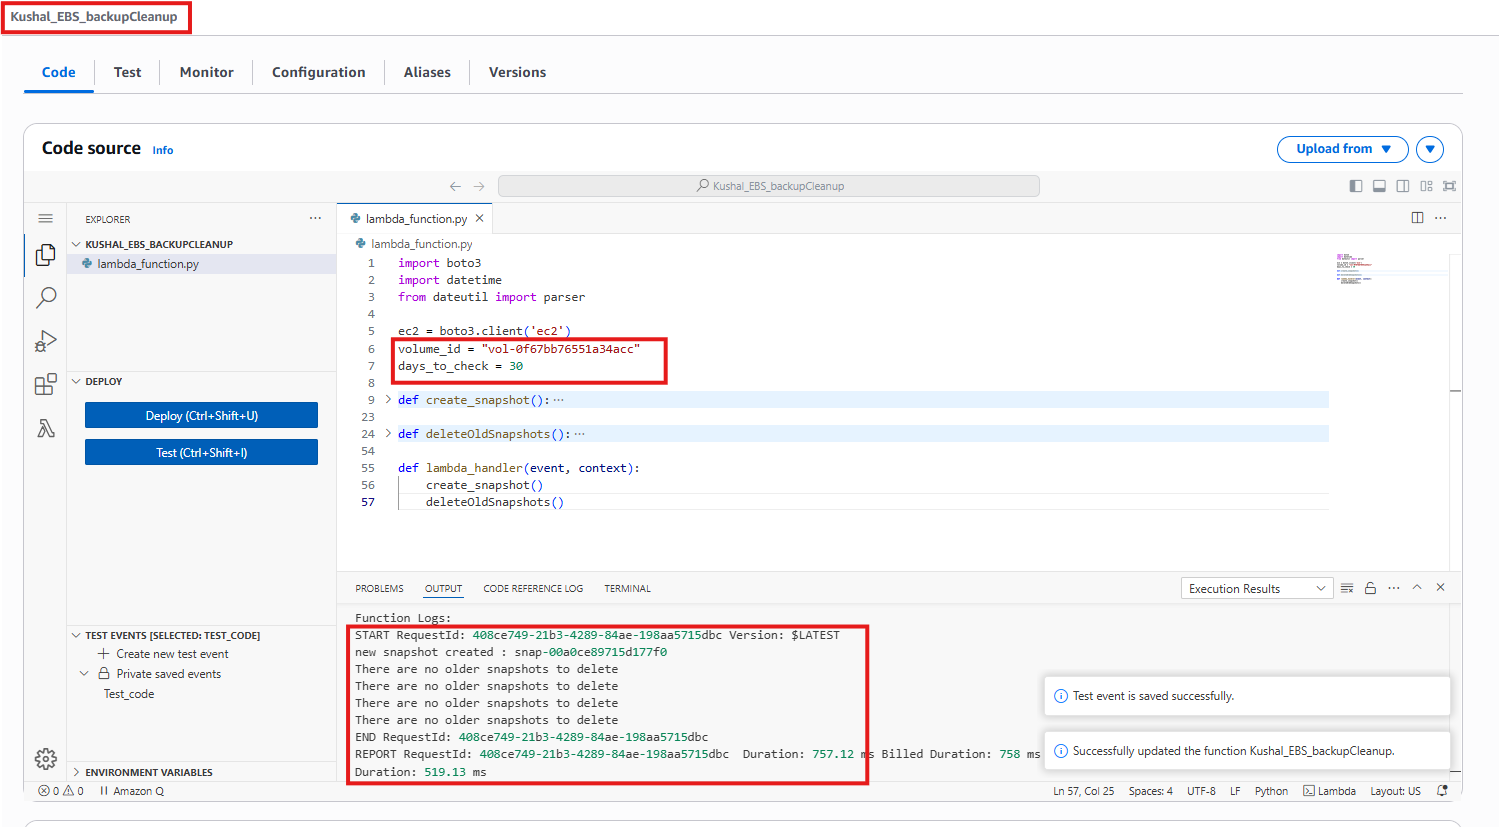 Kushal_EBS_backupCleanup
Code
Test
Monitor
Configuration
Aliases
Versions
Code source Info
Upload from
Kushal_EBS_backupCleanup
EXPLORER
KUSHAL_EBS_BACKUPCLEANUP
lambda_function.py
DEPLOY
Deploy (Ctrl+Shift+U)
Test (Ctrl+Shift+I)
TEST EVENTS [SELECTED: TEST_CODE]
Create new test event
Private saved events
Test_code
ENVIRONMENT VARIABLES
lambda_function.py
lambda_function.py
1 import boto3
2 import datetime
3 from dateutil import parser
4
5 ec2 = boto3.client('ec2')
6 volume_id = "vol-0f67bb76551a34acc"
7 days_to_check = 30
8
9 def create_snapshot():···
23
24 def deleteOldSnapshots():···
54
55 def lambda_handler(event, context):
56 create_snapshot()
57 deleteOldSnapshots()
PROBLEMS OUTPUT CODE REFERENCE LOG TERMINAL
Execution Results
Function Logs:
START RequestId: 408ce749-21b3-4289-84ae-198aa5715dbc Version: $LATEST
new snapshot created : snap-00a0ce89715d177f0
There are no older snapshots to delete
There are no older snapshots to delete
There are no older snapshots to delete
There are no older snapshots to delete
END RequestId: 408ce749-21b3-4289-84ae-198aa5715dbc
REPORT RequestId: 408ce749-21b3-4289-84ae-198aa5715dbc Duration: 757.12 ms Billed Duration: 758 ms
Duration: 519.13 ms
Test event is saved successfully.
Successfully updated the function Kushal_EBS_backupCleanup.
0 0 Amazon Q
Ln 57, Col 25 Spaces: 4 UTF-8 LF Python Lambda Layout: US